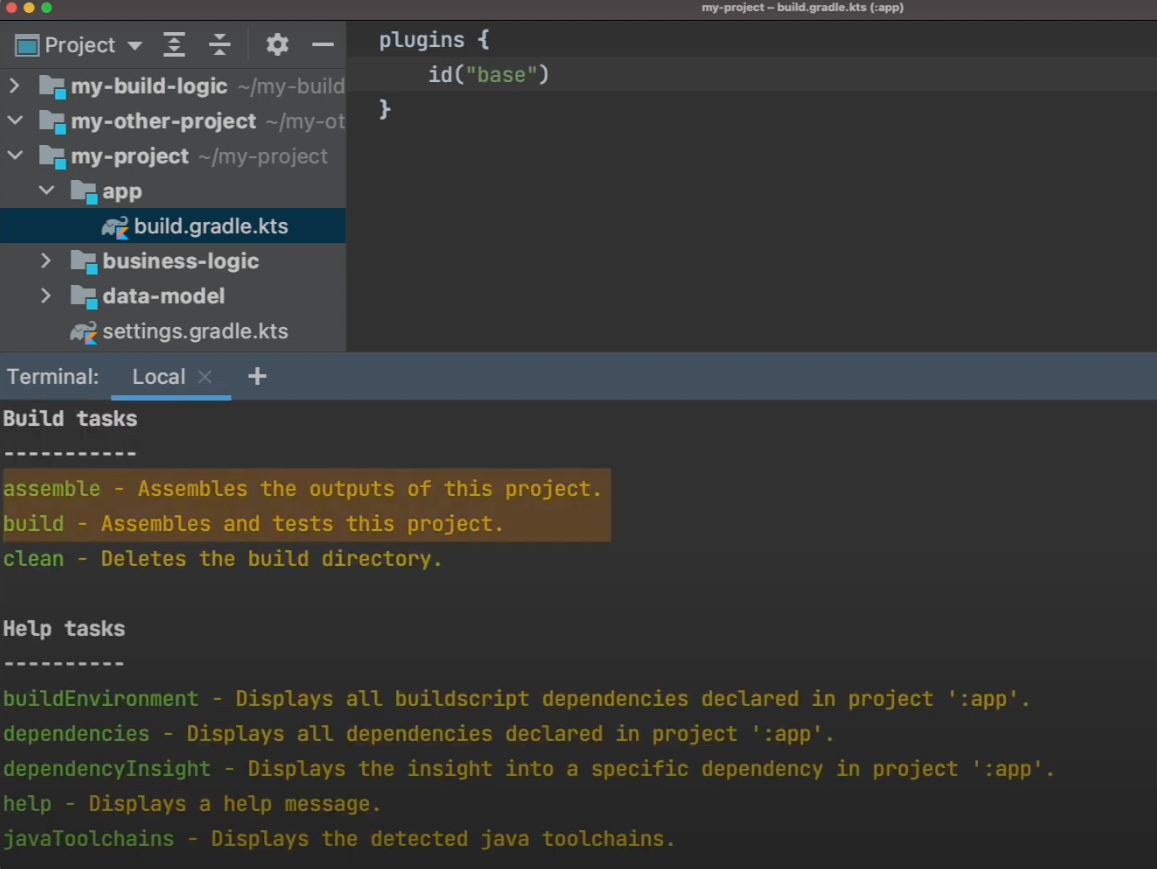 my-project – build.gradle.kts (:app)
Project
my-build-logic ~/my-build
my-other-project ~/my-ot
my-project ~/my-project
app
build.gradle.kts
business-logic
data-model
settings.gradle.kts
plugins {
    id("base")
}
Terminal: Local × +
Build tasks
-----------
assemble - Assembles the outputs of this project.
build - Assembles and tests this project.
clean - Deletes the build directory.
Help tasks
----------
buildEnvironment - Displays all buildscript dependencies declared in project ':app'.
dependencies - Displays all dependencies declared in project ':app'.
dependencyInsight - Displays the insight into a specific dependency in project ':app'.
help - Displays a help message.
javaToolchains - Displays the detected java toolchains.